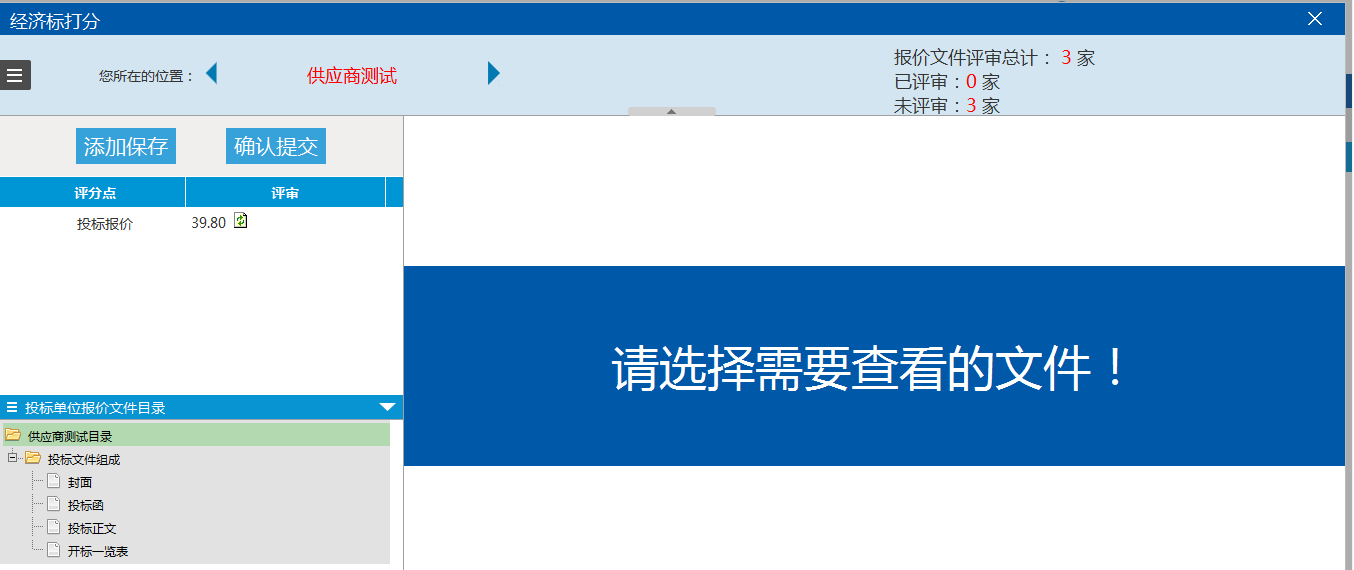 经济标打分
您所在的位置：
供应商测试
报价文件评审总计： 3 家
已评审：0 家
未评审：3 家
添加保存
确认提交
评分点
评审
投标报价
39.80
请选择需要查看的文件！
投标单位报价文件目录
供应商测试目录
投标文件组成
封面
投标函
投标正文
开标一览表